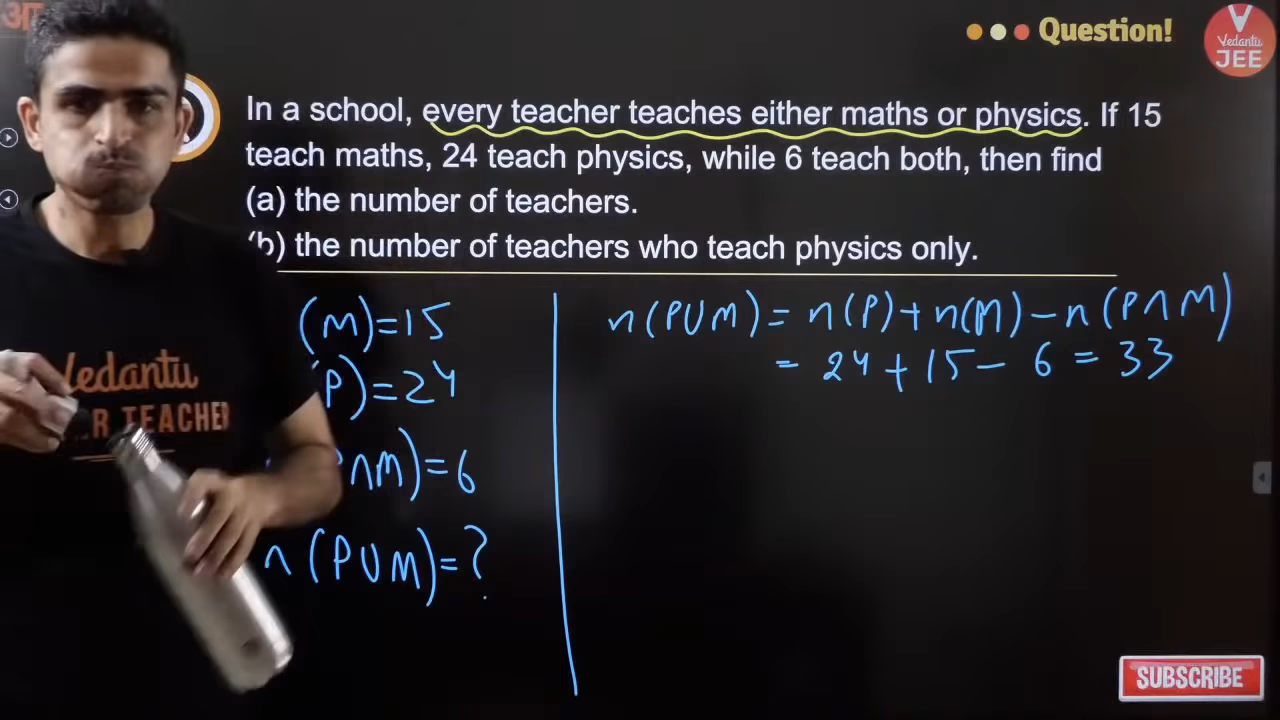 Question!
Vedantu
JEE
In a school, every teacher teaches either maths or physics. If 15
teach maths, 24 teach physics, while 6 teach both, then find
(a) the number of teachers.
(b) the number of teachers who teach physics only.
(M)=15
P)=24
∩M)=6
n(P∪M)=?
n(P∪M)=n(P)+n(M)-n(P∩M)
= 24+15-6=33
Vedantu
TEACHER
SUBSCRIBE